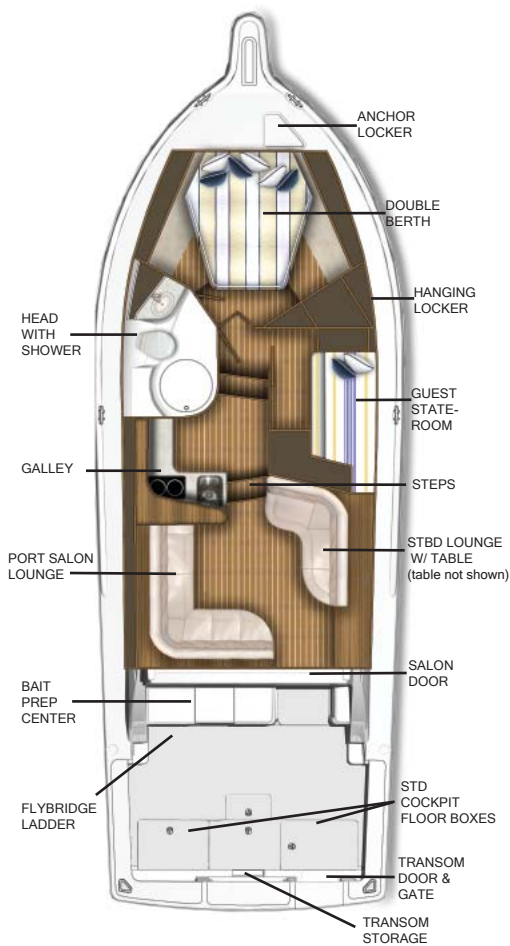 ANCHOR
LOCKER
DOUBLE
BERTH
HANGING
LOCKER
HEAD
WITH
SHOWER
GUEST
STATE-
ROOM
GALLEY
STEPS
PORT SALON
LOUNGE
STBD LOUNGE
W/ TABLE
(table not shown)
SALON
DOOR
BAIT
PREP
CENTER
FLYBRIDGE
LADDER
STD
COCKPIT
FLOOR BOXES
TRANSOM
DOOR &
GATE
TRANSOM
STORAGE